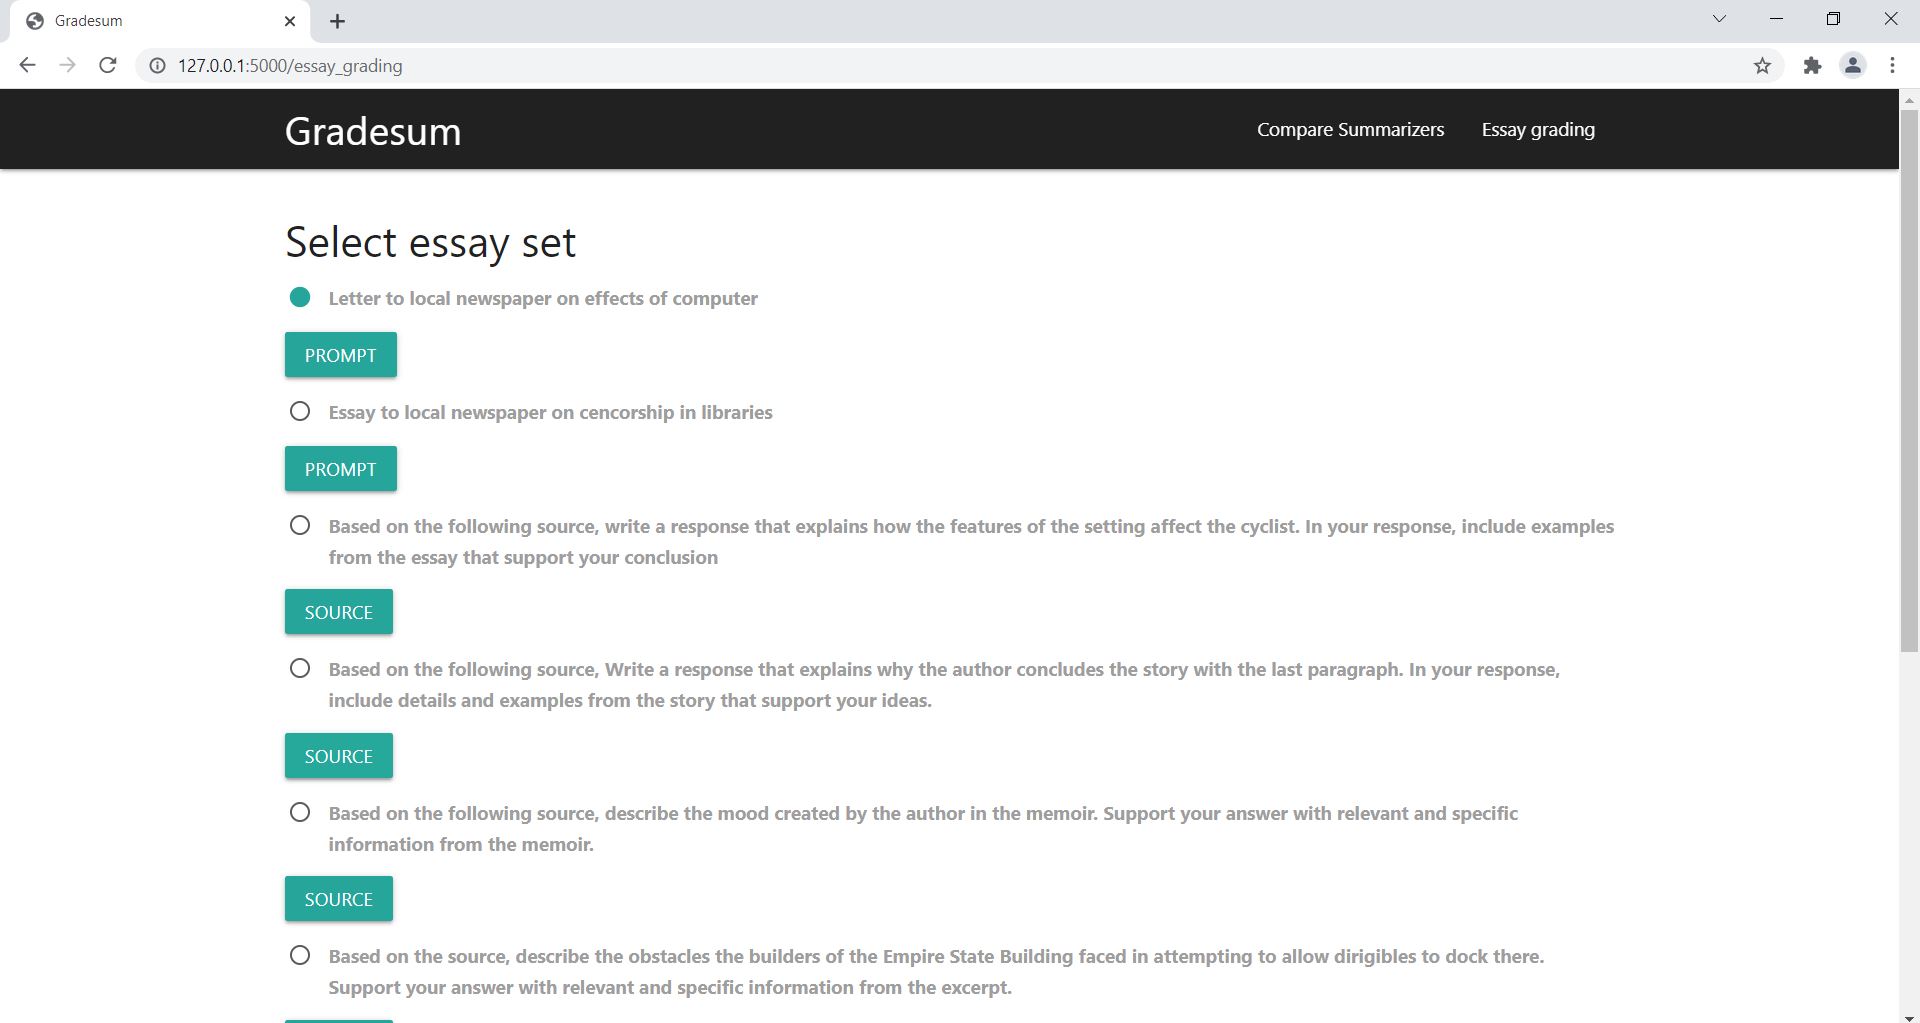 Gradesum
127.0.0.1:5000/essay_grading
Gradesum
Compare Summarizers
Essay grading
Select essay set
Letter to local newspaper on effects of computer
PROMPT
Essay to local newspaper on cencorship in libraries
PROMPT
Based on the following source, write a response that explains how the features of the setting affect the cyclist. In your response, include examples
from the essay that support your conclusion
SOURCE
Based on the following source, Write a response that explains why the author concludes the story with the last paragraph. In your response,
include details and examples from the story that support your ideas.
SOURCE
Based on the following source, describe the mood created by the author in the memoir. Support your answer with relevant and specific
information from the memoir.
SOURCE
Based on the source, describe the obstacles the builders of the Empire State Building faced in attempting to allow dirigibles to dock there.
Support your answer with relevant and specific information from the excerpt.